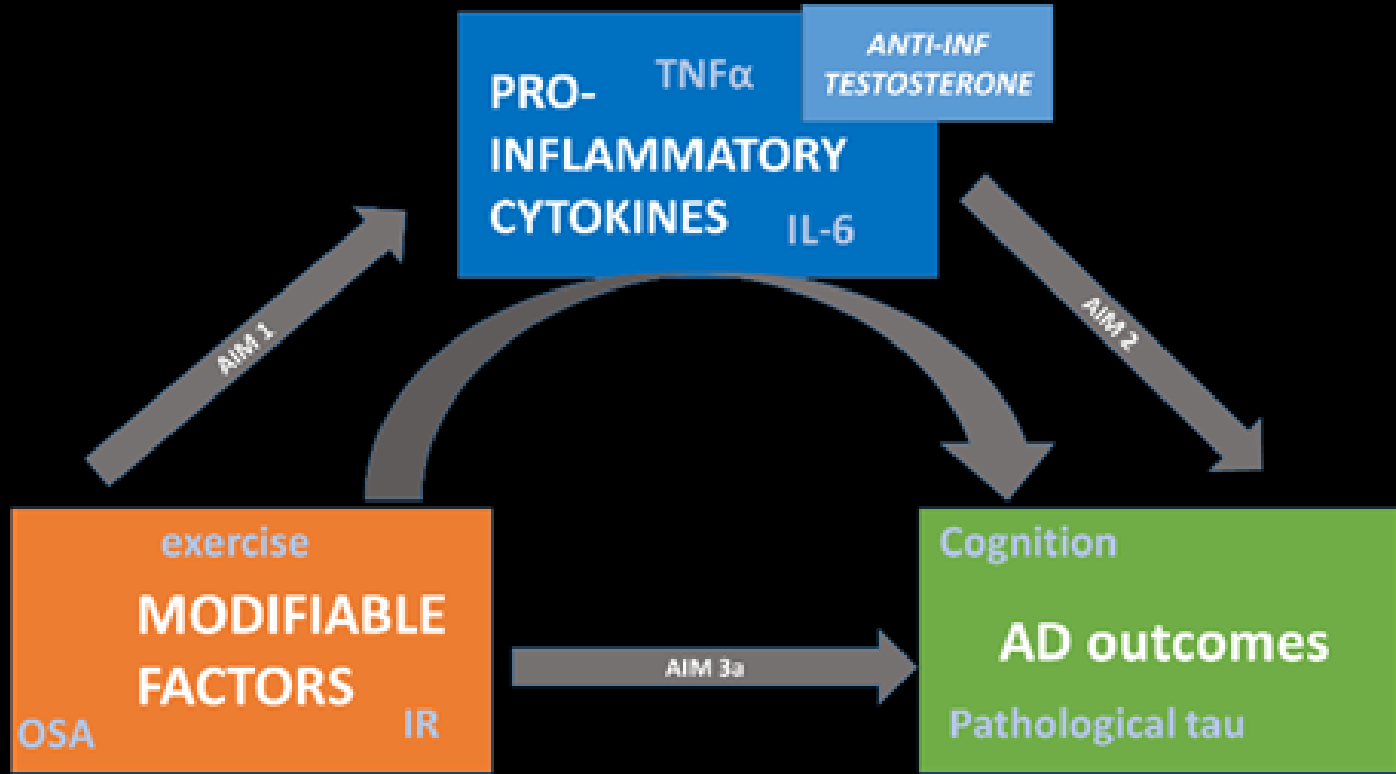 ANTI-INF
TESTOSTERONE
TNFα
PRO-
INFLAMMATORY
CYTOKINES
IL-6
AIM 1
AIM 2
exercise
MODIFIABLE
FACTORS
OSA
IR
AIM 3a
Cognition
AD outcomes
Pathological tau